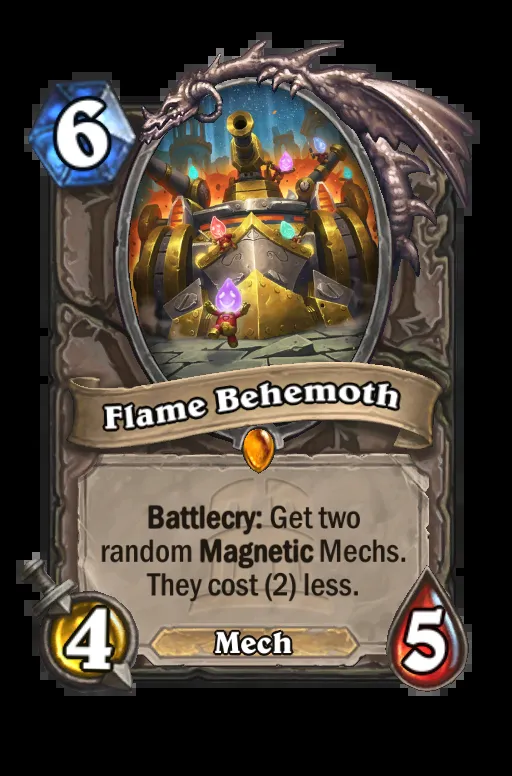 6
Flame Behemoth
Battlecry: Get two
random Magnetic Mechs.
They cost (2) less.
4
Mech
5